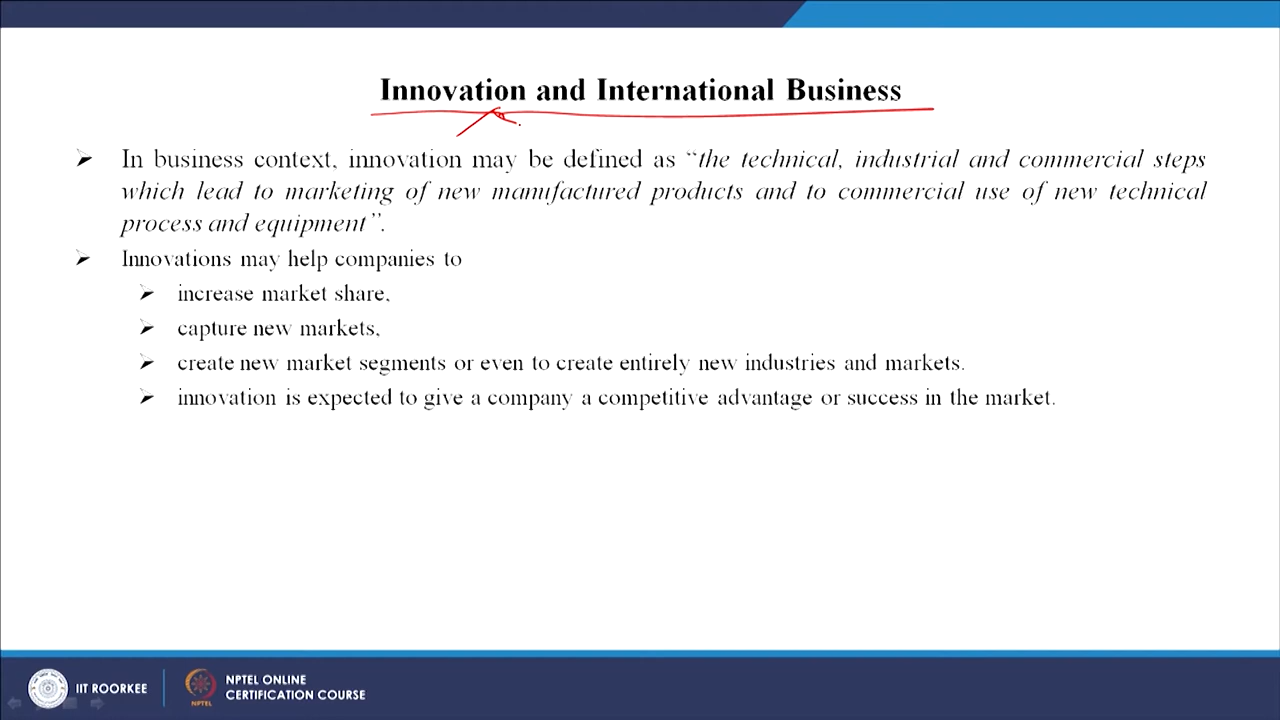 Innovation and International Business
In business context, innovation may be defined as “the technical, industrial and commercial steps
which lead to marketing of new manufactured products and to commercial use of new technical
process and equipment”.
Innovations may help companies to
increase market share,
capture new markets,
create new market segments or even to create entirely new industries and markets.
innovation is expected to give a company a competitive advantage or success in the market.
IIT ROORKEE
NPTEL
NPTEL ONLINE
CERTIFICATION COURSE